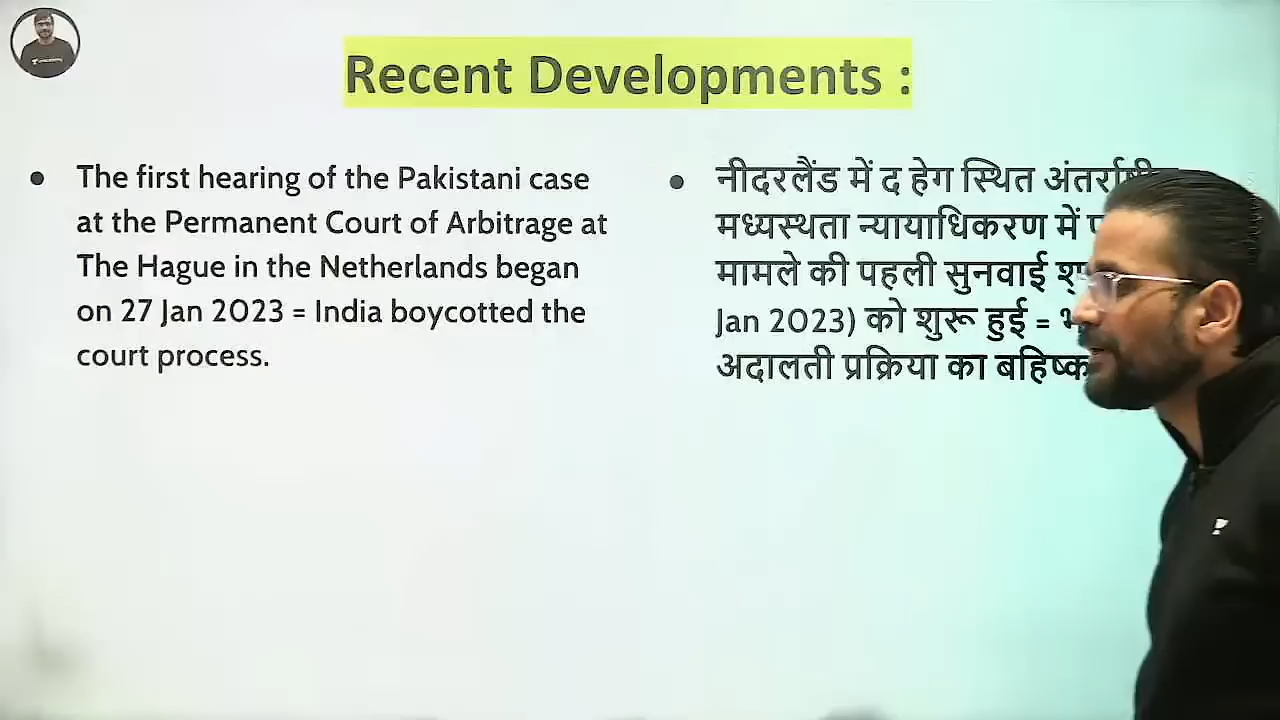 Recent Developments :
The first hearing of the Pakistani case
at the Permanent Court of Arbitrage at
The Hague in the Netherlands began
on 27 Jan 2023 = India boycotted the
court process.
नीदरलैंड में द हेग स्थित
मध्यस्थता न्यायाधिकरण में
मामले की पहली सुनवाई
Jan 2023) को शुरू हुई =
अदालती प्रक्रिया का